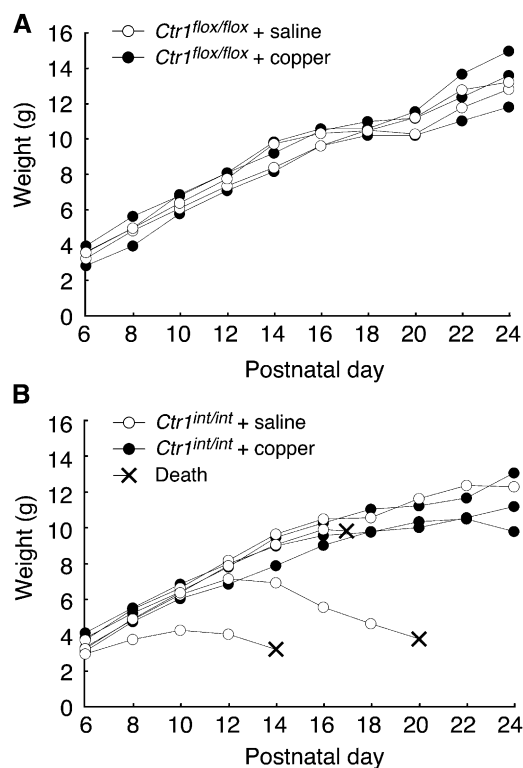 A
Ctr1flox/flox + saline
Ctr1flox/flox + copper
16
14
12
10
8
6
4
2
0
Weight (g)
6 8 10 12 14 16 18 20 22 24
Postnatal day
B
Ctr1int/int + saline
Ctr1int/int + copper
Death
16
14
12
10
8
6
4
2
0
Weight (g)
6 8 10 12 14 16 18 20 22 24
Postnatal day